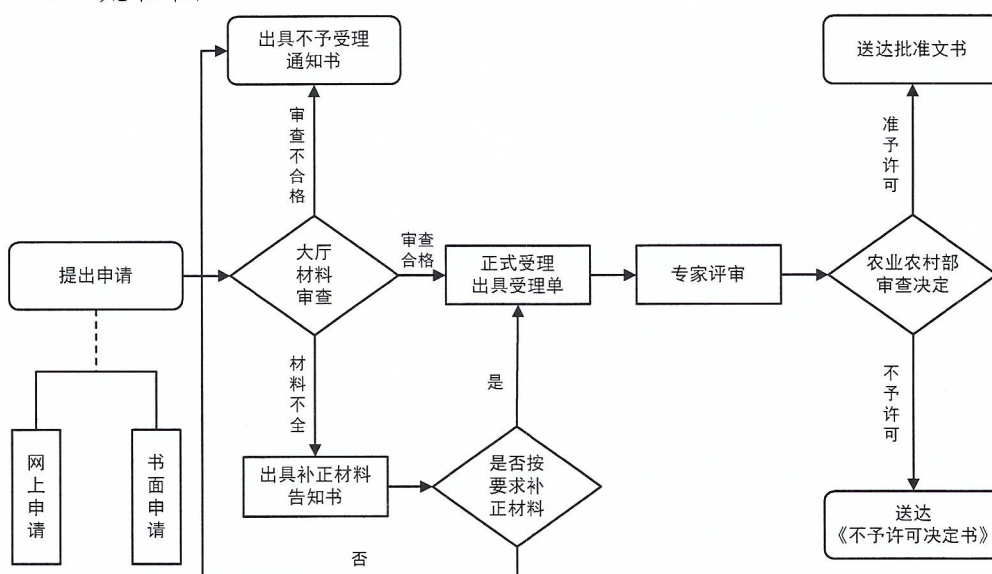 出具不予受理
通知书
送达批准文书
审查不合格
准予许可
提出申请
大厅
材料
审查
审查
合格
正式受理
出具受理单
专家评审
农业农村部
审查决定
材料不全
是
不予许可
网上申请
书面申请
出具补正材料
告知书
是否按
要求补
正材料
送达
《不予许可决定书》
否